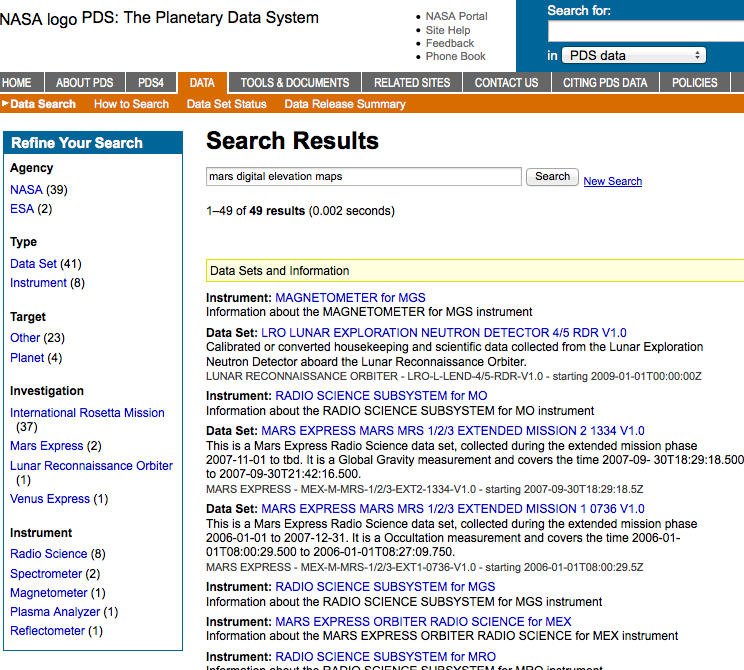 NASA logo PDS: The Planetary Data System
NASA Portal
Site Help
Feedback
Phone Book
Search for:
in PDS data
HOME ABOUT PDS PDS4 DATA TOOLS & DOCUMENTS RELATED SITES CONTACT US CITING PDS DATA POLICIES
Data Search How to Search Data Set Status Data Release Summary
Refine Your Search
Agency
NASA (39)
ESA (2)
Type
Data Set (41)
Instrument (8)
Target
Other (23)
Planet (4)
Investigation
International Rosetta Mission
(37)
Mars Express (2)
Lunar Reconnaissance Orbiter
(1)
Venus Express (1)
Instrument
Radio Science (8)
Spectrometer (2)
Magnetometer (1)
Plasma Analyzer (1)
Reflectometer (1)
Search Results
mars digital elevation maps Search New Search
1–49 of 49 results (0.002 seconds)
Data Sets and Information
Instrument: MAGNETOMETER for MGS
Information about the MAGNETOMETER for MGS instrument
Data Set: LRO LUNAR EXPLORATION NEUTRON DETECTOR 4/5 RDR V1.0
Calibrated or converted housekeeping and scientific data collected from the Lunar Exploration
Neutron Detector aboard the Lunar Reconnaissance Orbiter.
LUNAR RECONNAISSANCE ORBITER - LRO-L-LEND-4/5-RDR-V1.0 - starting 2009-01-01T00:00:00Z
Instrument: RADIO SCIENCE SUBSYSTEM for MO
Information about the RADIO SCIENCE SUBSYSTEM for MO instrument
Data Set: MARS EXPRESS MARS MRS 1/2/3 EXTENDED MISSION 2 1334 V1.0
This is a Mars Express Radio Science data set, collected during the extended mission phase
2007-11-01 to tbd. It is a Global Gravity measurement and covers the time 2007-09- 30T18:29:18.500
to 2007-09-30T21:42:16.500.
MARS EXPRESS - MEX-M-MRS-1/2/3-EXT2-1334-V1.0 - starting 2007-09-30T18:29:18.5Z
Data Set: MARS EXPRESS MARS MRS 1/2/3 EXTENDED MISSION 1 0736 V1.0
This is a Mars Express Radio Science data set, collected during the extended mission phase
2006-01-01 to 2007-12-31. It is a Occultation measurement and covers the time 2006-01-
01T08:00:29.500 to 2006-01-01T08:27:09.750.
MARS EXPRESS - MEX-M-MRS-1/2/3-EXT1-0736-V1.0 - starting 2006-01-01T08:00:29.5Z
Instrument: RADIO SCIENCE SUBSYSTEM for MGS
Information about the RADIO SCIENCE SUBSYSTEM for MGS instrument
Instrument: MARS EXPRESS ORBITER RADIO SCIENCE for MEX
Information about the MARS EXPRESS ORBITER RADIO SCIENCE for MEX instrument
Instrument: RADIO SCIENCE SUBSYSTEM for MRO
Information about the RADIO SCIENCE SUBSYSTEM for MRO instrument